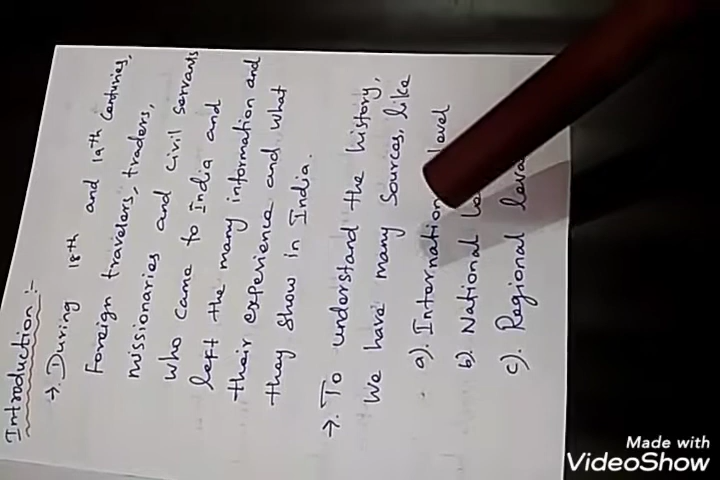 Introduction :-
→. During 18th and 19th Centuries,
Foreign travelers, traders,
missionaries and civil servants
who came to India and
left the many information and
their experience and what
they show in India.
→. To understand the history,
We have many Sources, like
a). International level
b). National
c). Regional
Made with
VideoShow